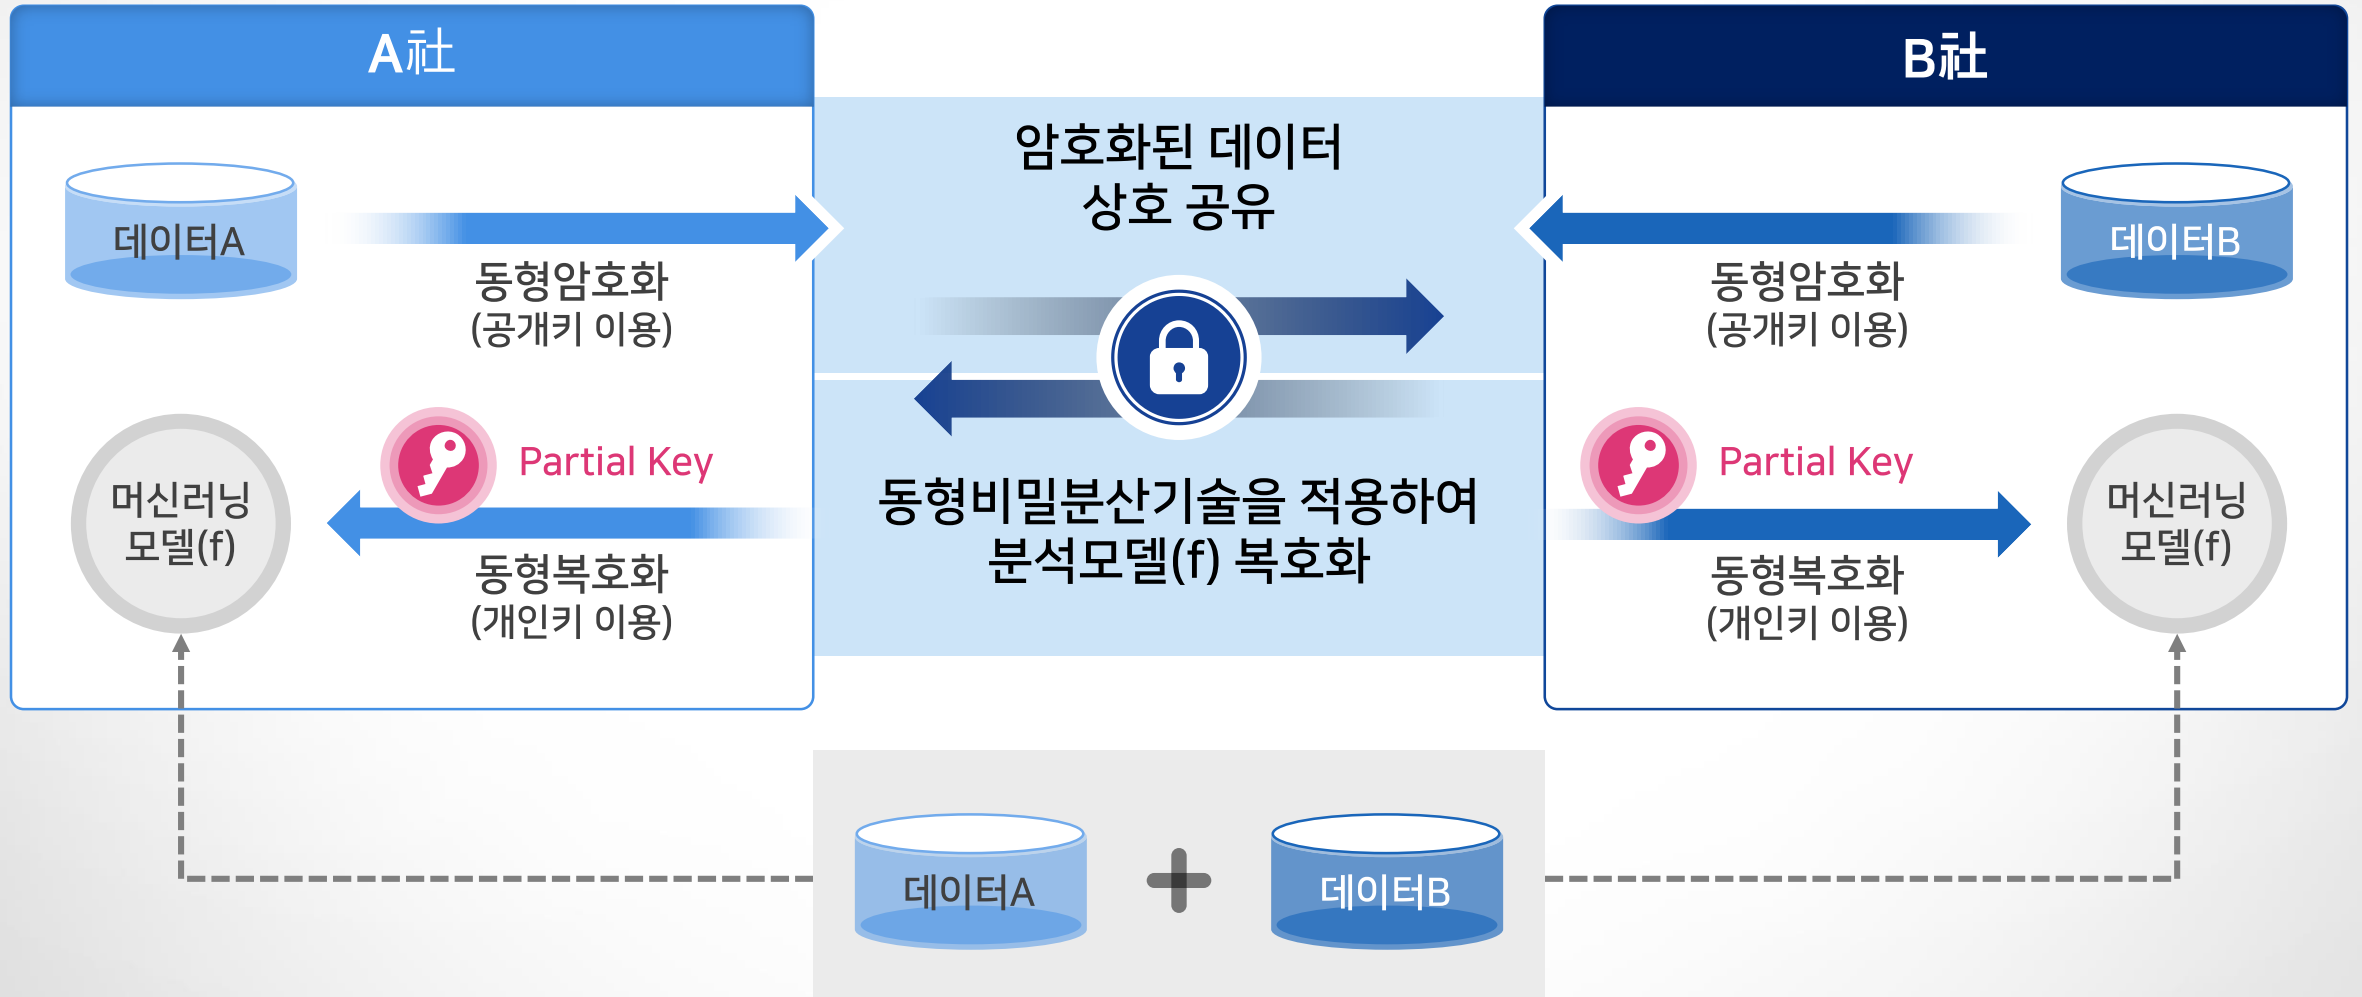 A社
데이터A
동형암호화
(공개키 이용)
머신러닝
모델(f)
Partial Key
동형복호화
(개인키 이용)
암호화된 데이터
상호 공유
동형비밀분산기술을 적용하여
분석모델(f) 복호화
B社
데이터B
동형암호화
(공개키 이용)
Partial Key
동형복호화
(개인키 이용)
머신러닝
모델(f)
데이터A
데이터B